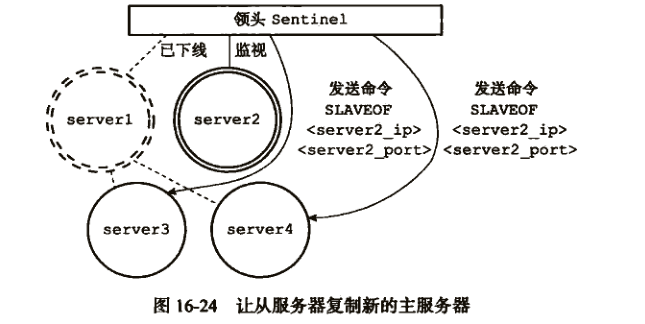 领头 Sentinel
已下线
监视
发送命令
SLAVEOF
<server2_ip>
<server2_port>
发送命令
SLAVEOF
<server2_ip>
<server2_port>
server1
server2
server3
server4
图 16-24 让从服务器复制新的主服务器